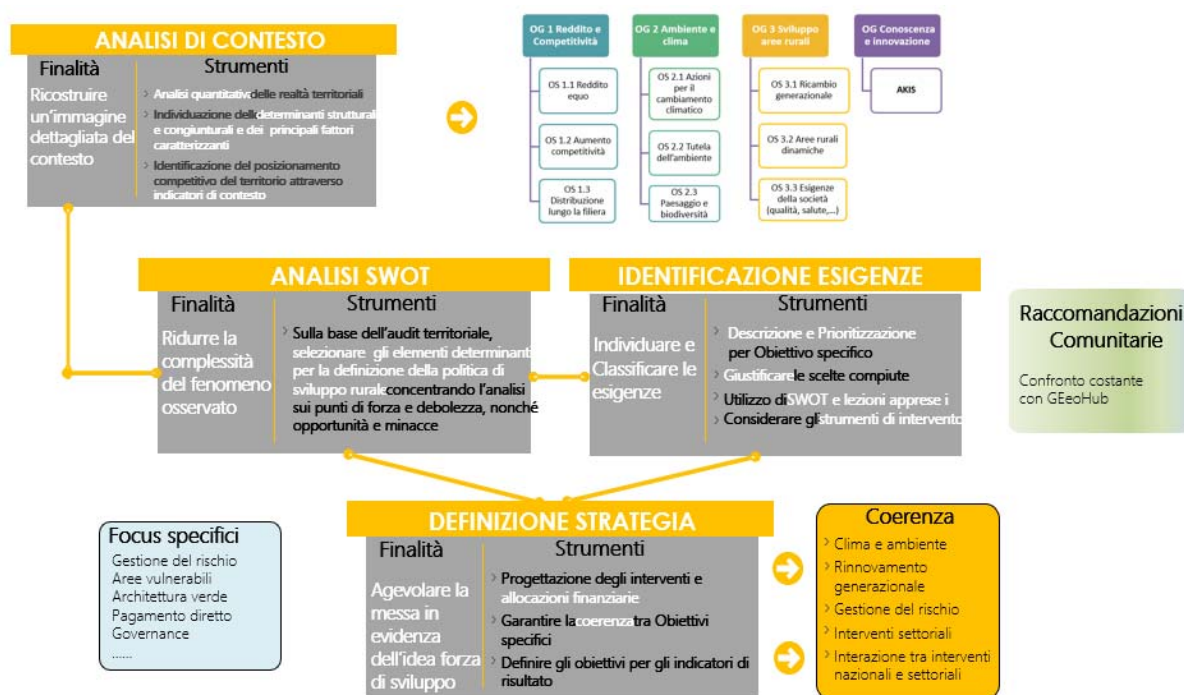 ANALISI DI CONTESTO
Finalità
Ricostruire
un'immagine
dettagliata del
contesto
Strumenti
Analisi quantitativa delle realtà territoriali
Individuazione delle determinanti strutturali
e congiunturali e dei principali fattori
caratterizzanti
Identificazione del posizionamento
competitivo del territorio attraverso
indicatori di contesto
OG 1 Reddito e
Competitività
OS 1.1 Reddito
equo
OS 1.2 Aumento
competitività
OS 1.3
Distribuzione
lungo la filiera
OG 2 Ambiente e
clima
OS 2.1 Azioni
per il
cambiamento
climatico
OS 2.2 Tutela
dell'ambiente
OS 2.3
Paesaggio e
biodiversità
OG 3 Sviluppo
aree rurali
OS 3.1 Ricambio
generazionale
OS 3.2 Aree rurali
dinamiche
OS 3.3 Esigenze
della società
(qualità, salute,...)
OG Conoscenza
e innovazione
AKIS
ANALISI SWOT
Finalità
Ridurre la
complessità
del fenomeno
osservato
Strumenti
Sulla base dell'audit territoriale,
selezionare gli elementi determinanti
per la definizione della politica di
sviluppo rurale concentrando l'analisi
sui punti di forza e debolezza, nonché
opportunità e minacce
IDENTIFICAZIONE ESIGENZE
Finalità
Individuare e
Classificare le
esigenze
Strumenti
Descrizione e Prioritizzazione
per Obiettivo specifico
Giustificare le scelte compiute
Utilizzo di SWOT e lezioni apprese i
Considerare gli strumenti di intervento
Raccomandazioni
Comunitarie
Confronto costante
con GEeoHub
Focus specifici
Gestione del rischio
Aree vulnerabili
Architettura verde
Pagamento diretto
Governance
......
DEFINIZIONE STRATEGIA
Finalità
Agevolare la
messa in
evidenza
dell'idea forza
di sviluppo
Strumenti
Progettazione degli interventi e
allocazioni finanziarie
Garantire la coerenza tra Obiettivi
specifici
Definire gli obiettivi per gli indicatori di
risultato
Coerenza
Clima e ambiente
Rinnovamento
generazionale
Gestione del rischio
Interventi settoriali
Interazione tra interventi
nazionali e settoriali